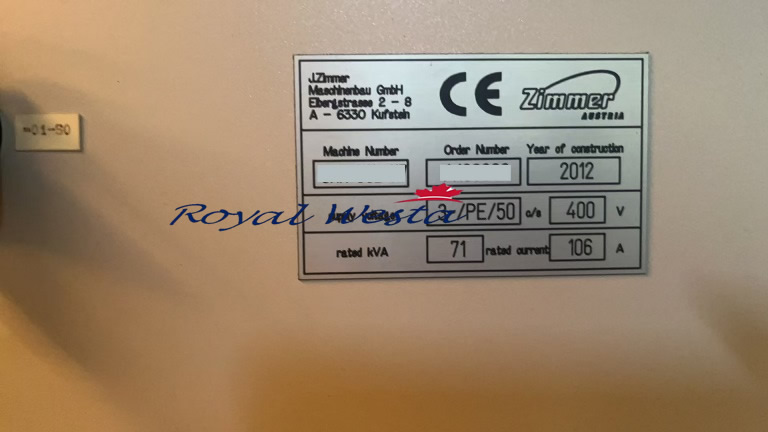 J.Zimmer
Maschinenbau GmbH
Eibergstrasse 2 - 8
A - 6330 Kufstein
CE
Zimmer
AUSTRIA
Machine Number Order Number Year of construction
2012
Royal Westa
3 /PE/50 c/s 400 V
rated kVA 71 rated current 106 A
=01-S0